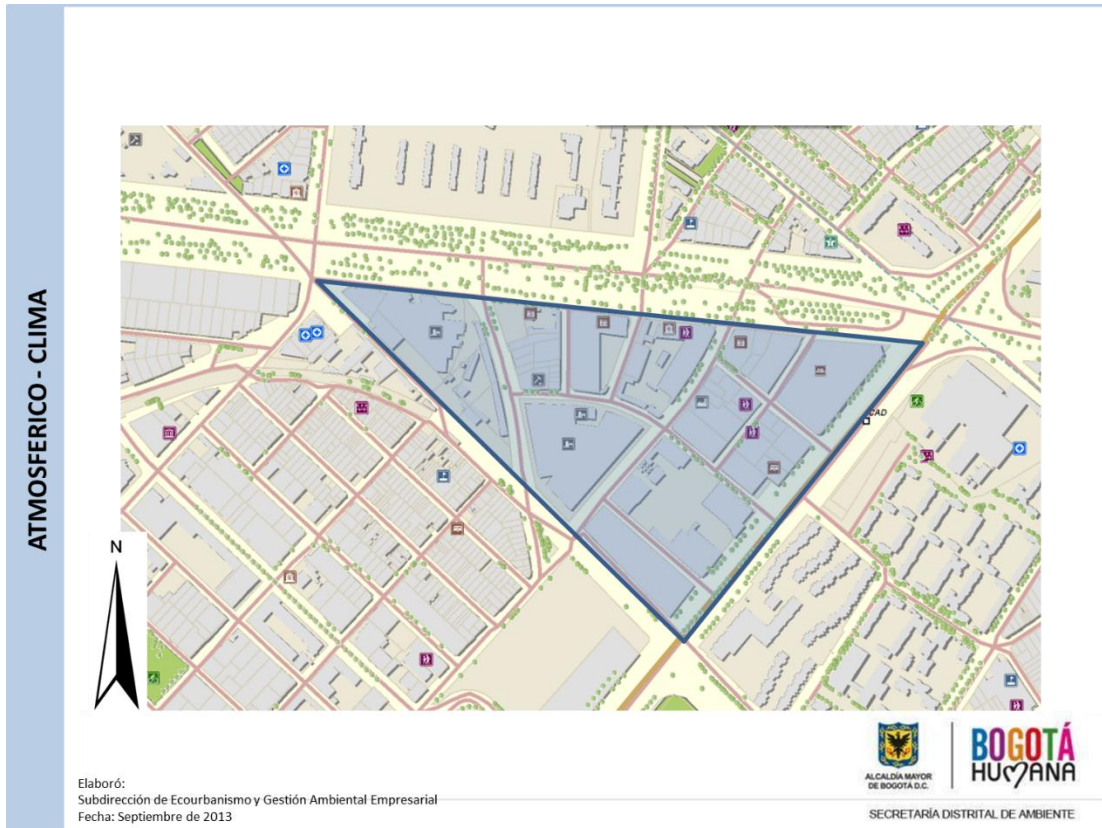 ATMOSFERICO - CLIMA
CAD
N
Elaboró:
Subdirección de Ecourbanismo y Gestión Ambiental Empresarial
Fecha: Septiembre de 2013
ALCALDÍA MAYOR
DE BOGOTÁ D.C.
BOGOTÁ
HUMANA
SECRETARÍA DISTRITAL DE AMBIENTE